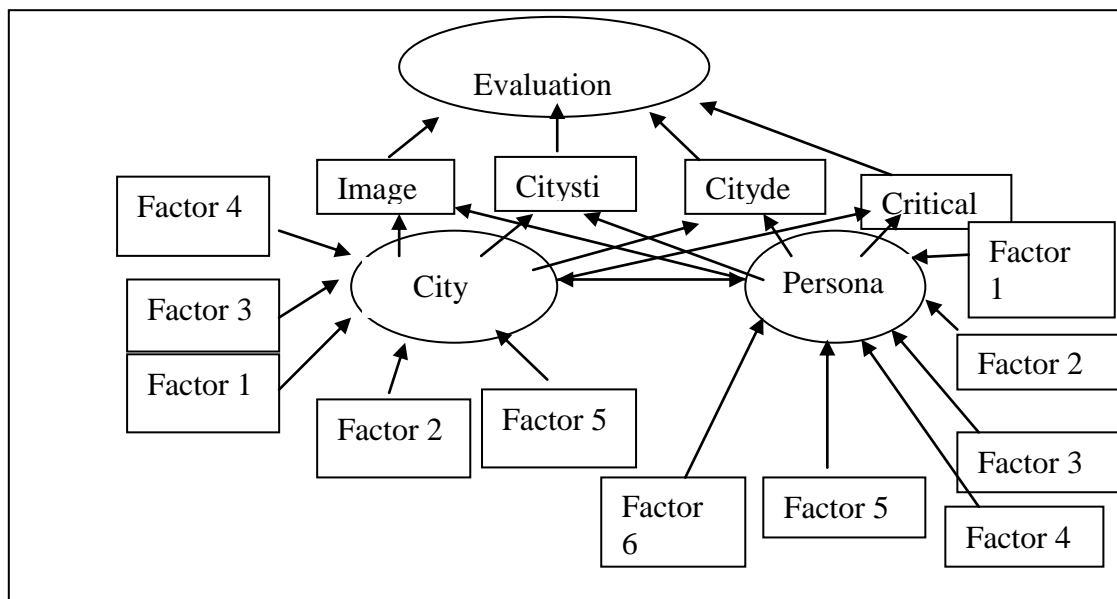 Evaluation
Image
Citysti
Cityde
Critical
Factor 4
Factor 3
Factor 1
City
Persona
Factor
1
Factor 2
Factor 2
Factor 5
Factor 3
Factor
6
Factor 5
Factor 4